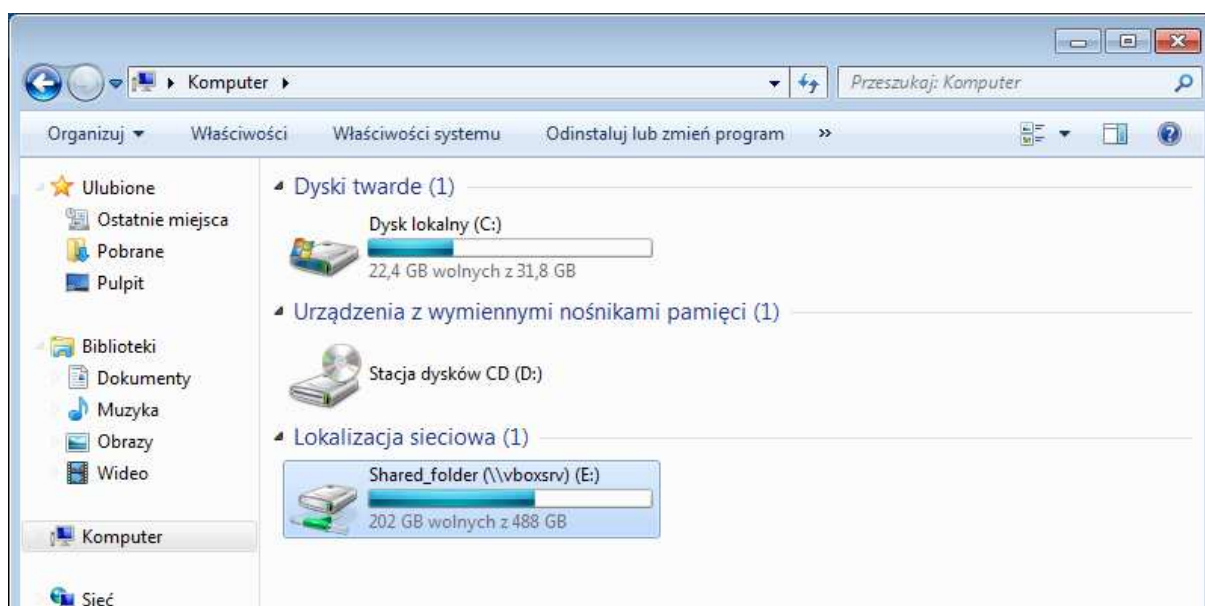 Komputer
Przeszukaj: Komputer
Organizuj Właściwości Właściwości systemu Odinstaluj lub zmień program »
Ulubione
Ostatnie miejsca
Pobrane
Pulpit
Biblioteki
Dokumenty
Muzyka
Obrazy
Wideo
Komputer
Sieć
Dyski twarde (1)
Dysk lokalny (C:)
22,4 GB wolnych z 31,8 GB
Urządzenia z wymiennymi nośnikami pamięci (1)
Stacja dysków CD (D:)
Lokalizacja sieciowa (1)
Shared_folder (\\vboxsrv) (E:)
202 GB wolnych z 488 GB